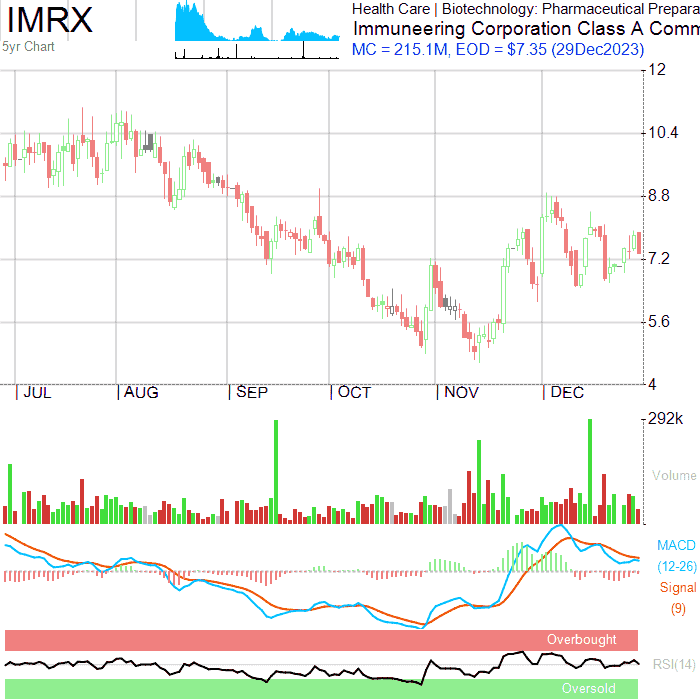 IMRX
5yr Chart
Health Care | Biotechnology: Pharmaceutical Prepara
Immuneering Corporation Class A Comm
MC = 215.1M, EOD = $7.35 (29Dec2023)
12
10.4
8.8
7.2
5.6
4
|JUL |AUG |SEP |OCT |NOV |DEC
292k
Volume
MACD
(12-26)
Signal
(9)
Overbought
RSI(14)
Oversold